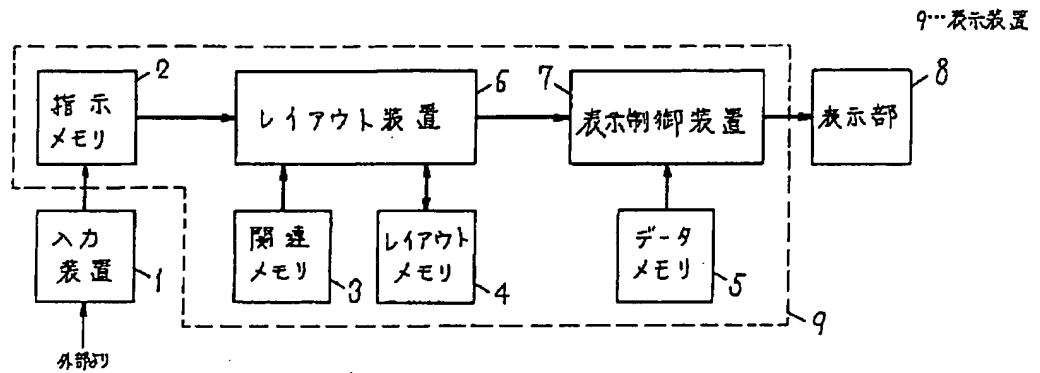 9…表示装置
2
6
7
8
指示
メモリ
レイアウト装置
表示制御装置
表示部
入力
装置
1
関連
メモリ
3
レイアウト
メモリ
4
データ
メモリ
5
9
外部より